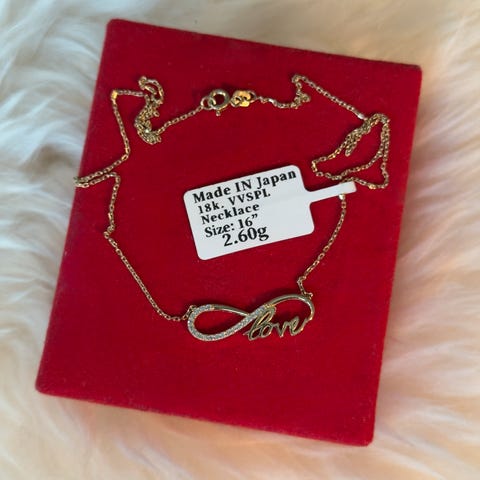 Made IN Japan
18k. VVSPL
Necklace
Size: 16"
2.60g
love